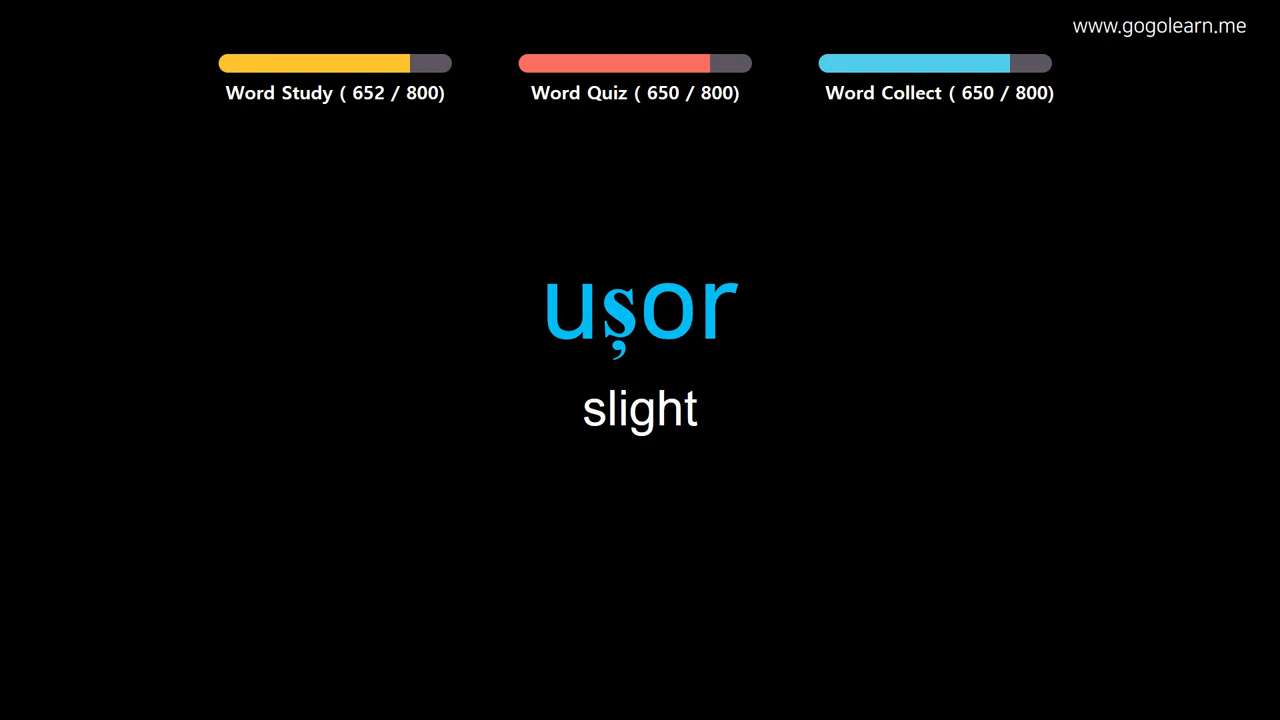 www.gogolearn.me
Word Study ( 652 / 800)
Word Quiz ( 650 / 800)
Word Collect ( 650 / 800)
ușor
slight